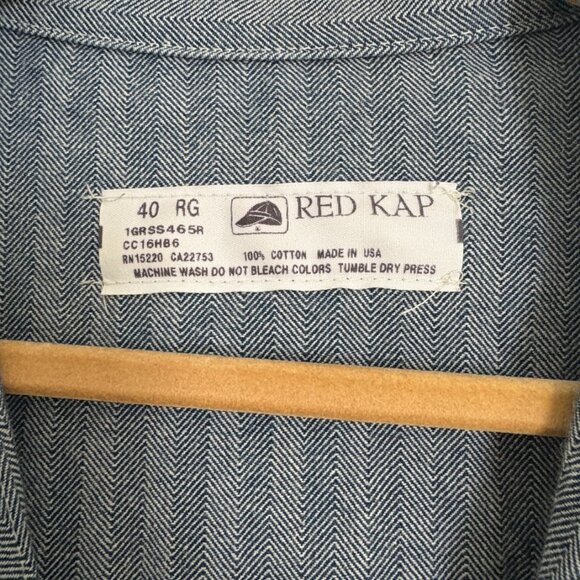 40 RG RED KAP
1GRSS465R
CC16HB6
RN15220 CA22753 100% COTTON MADE IN USA
MACHINE WASH DO NOT BLEACH COLORS TUMBLE DRY PRESS